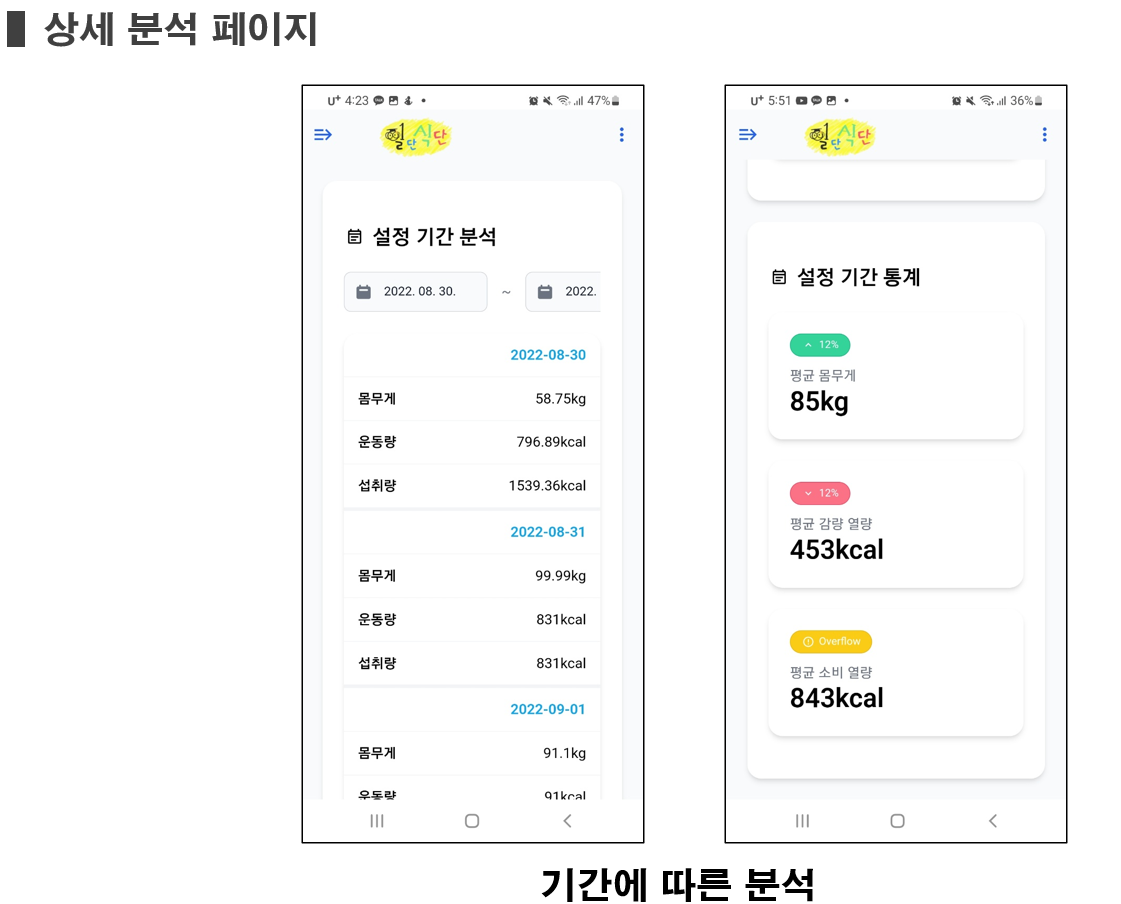 상세 분석 페이지
U+ 4:23 47%
필단식단
설정 기간 분석
2022. 08. 30. ~ 2022.
2022-08-30
몸무게 58.75kg
운동량 796.89kcal
섭취량 1539.36kcal
2022-08-31
몸무게 99.99kg
운동량 831kcal
섭취량 831kcal
2022-09-01
몸무게 91.1kg
운동량 91kcal
U+ 5:51 36%
필단식단
설정 기간 통계
12%
평균 몸무게
85kg
12%
평균 감량 열량
453kcal
Overflow
평균 소비 열량
843kcal
기간에 따른 분석